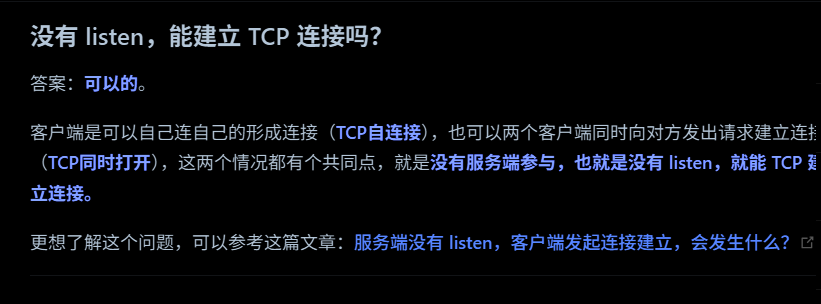 没有 listen，能建立 TCP 连接吗？
答案：可以的。
客户端是可以自己连自己的形成连接（TCP自连接），也可以两个客户端同时向对方发出请求建立连接
（TCP同时打开），这两个情况都有个共同点，就是没有服务端参与，也就是没有 listen，就能 TCP 建
立连接。
更想了解这个问题，可以参考这篇文章：服务端没有 listen，客户端发起连接建立，会发生什么？